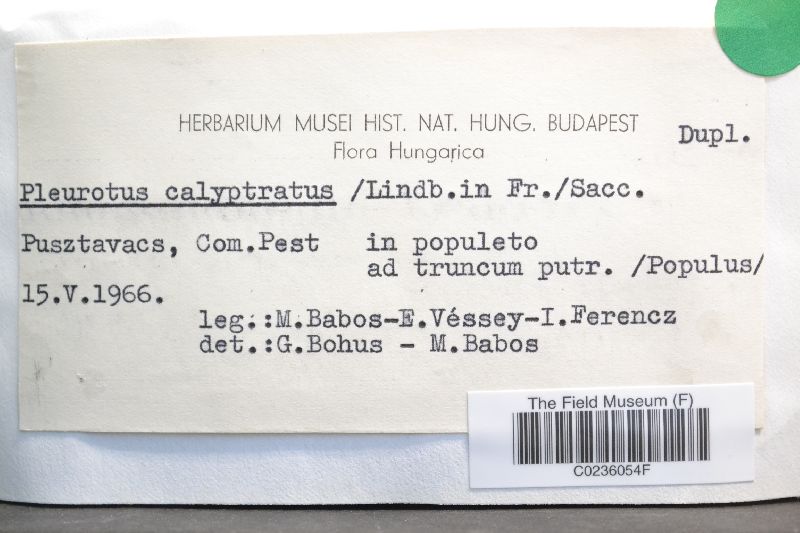 HERBARIUM MUSEI HIST. NAT. HUNG. BUDAPEST
Dupl.
Flora Hungarica
Pleurotus calyptratus /Lindb.in Fr./Sacc.
Pusztavacs, Com.Pest in populeto
ad truncum putr. /Populus/
15.V.1966.
leg.:M.Babos-E.Véssey-I.Ferencz
det.:G.Bohus - M.Babos
The Field Museum (F)
C0236054F